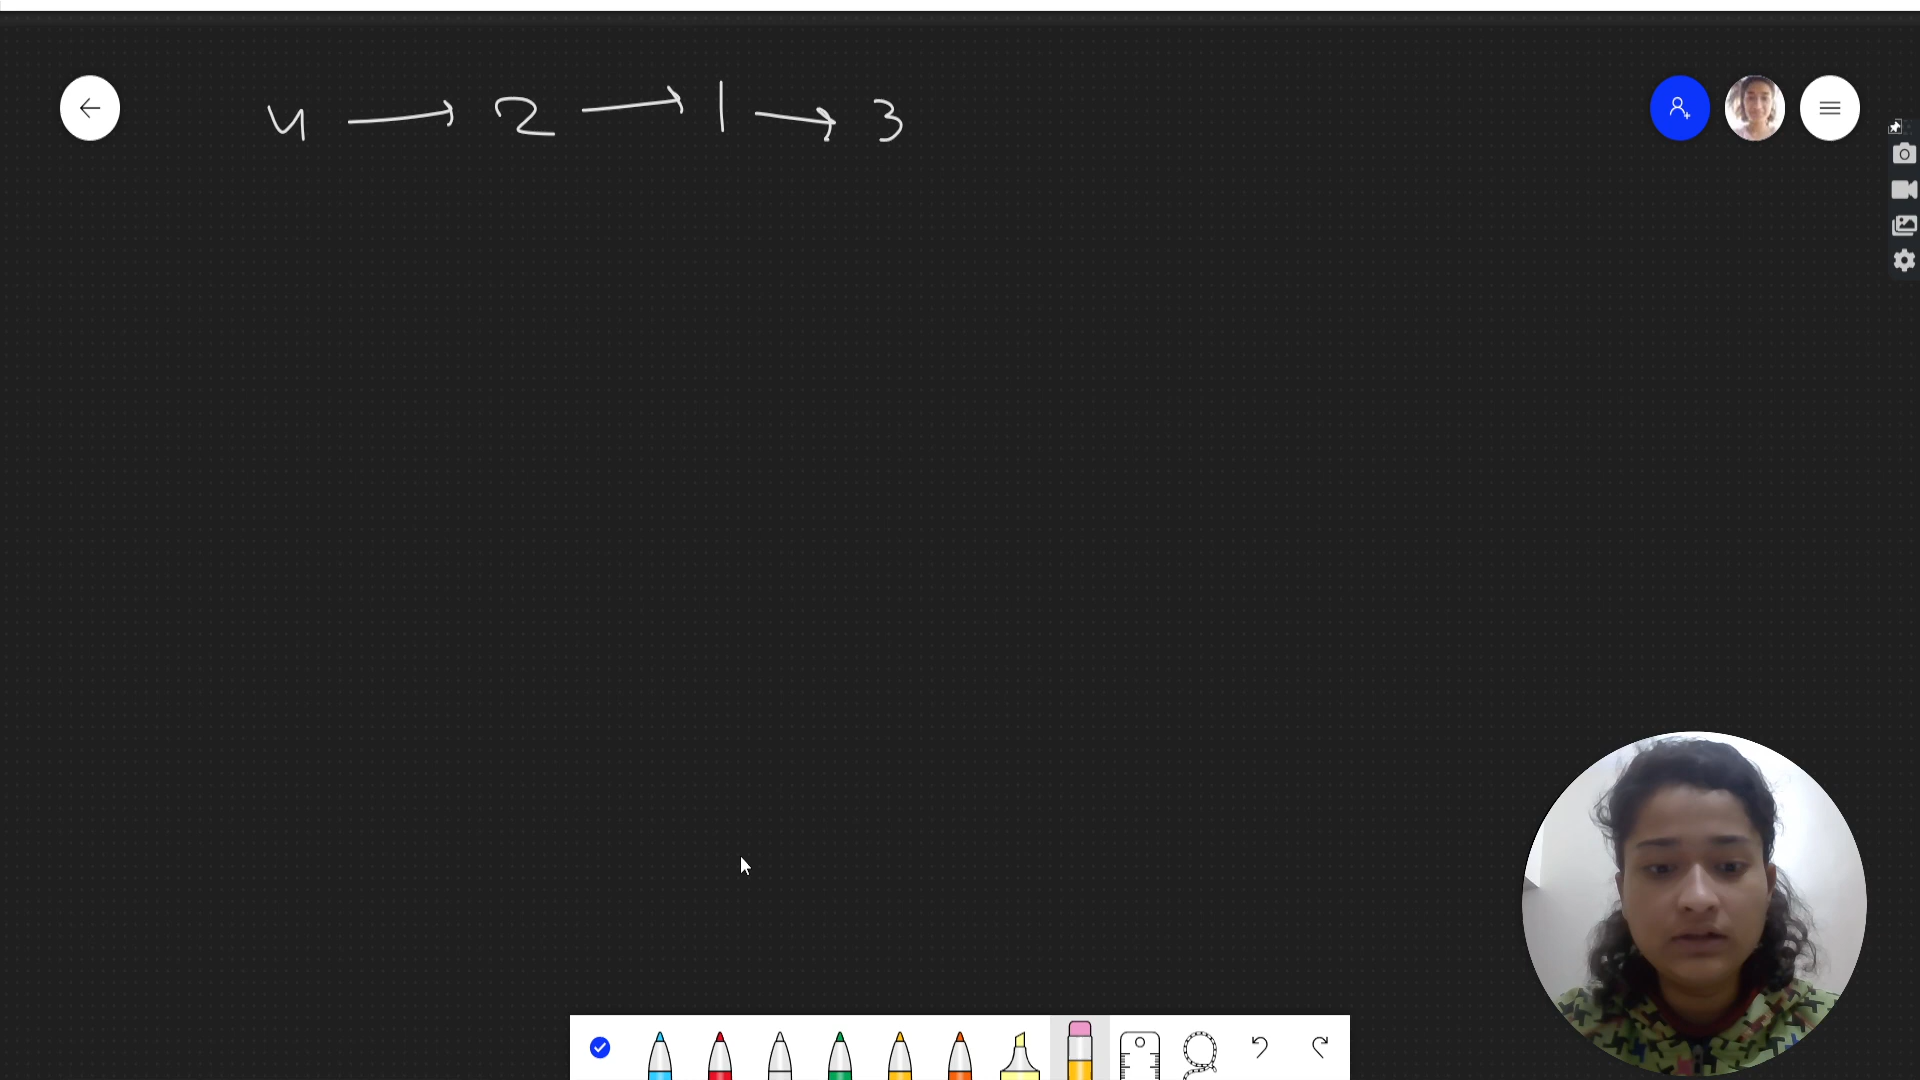 4 → 2 → 1 → 3